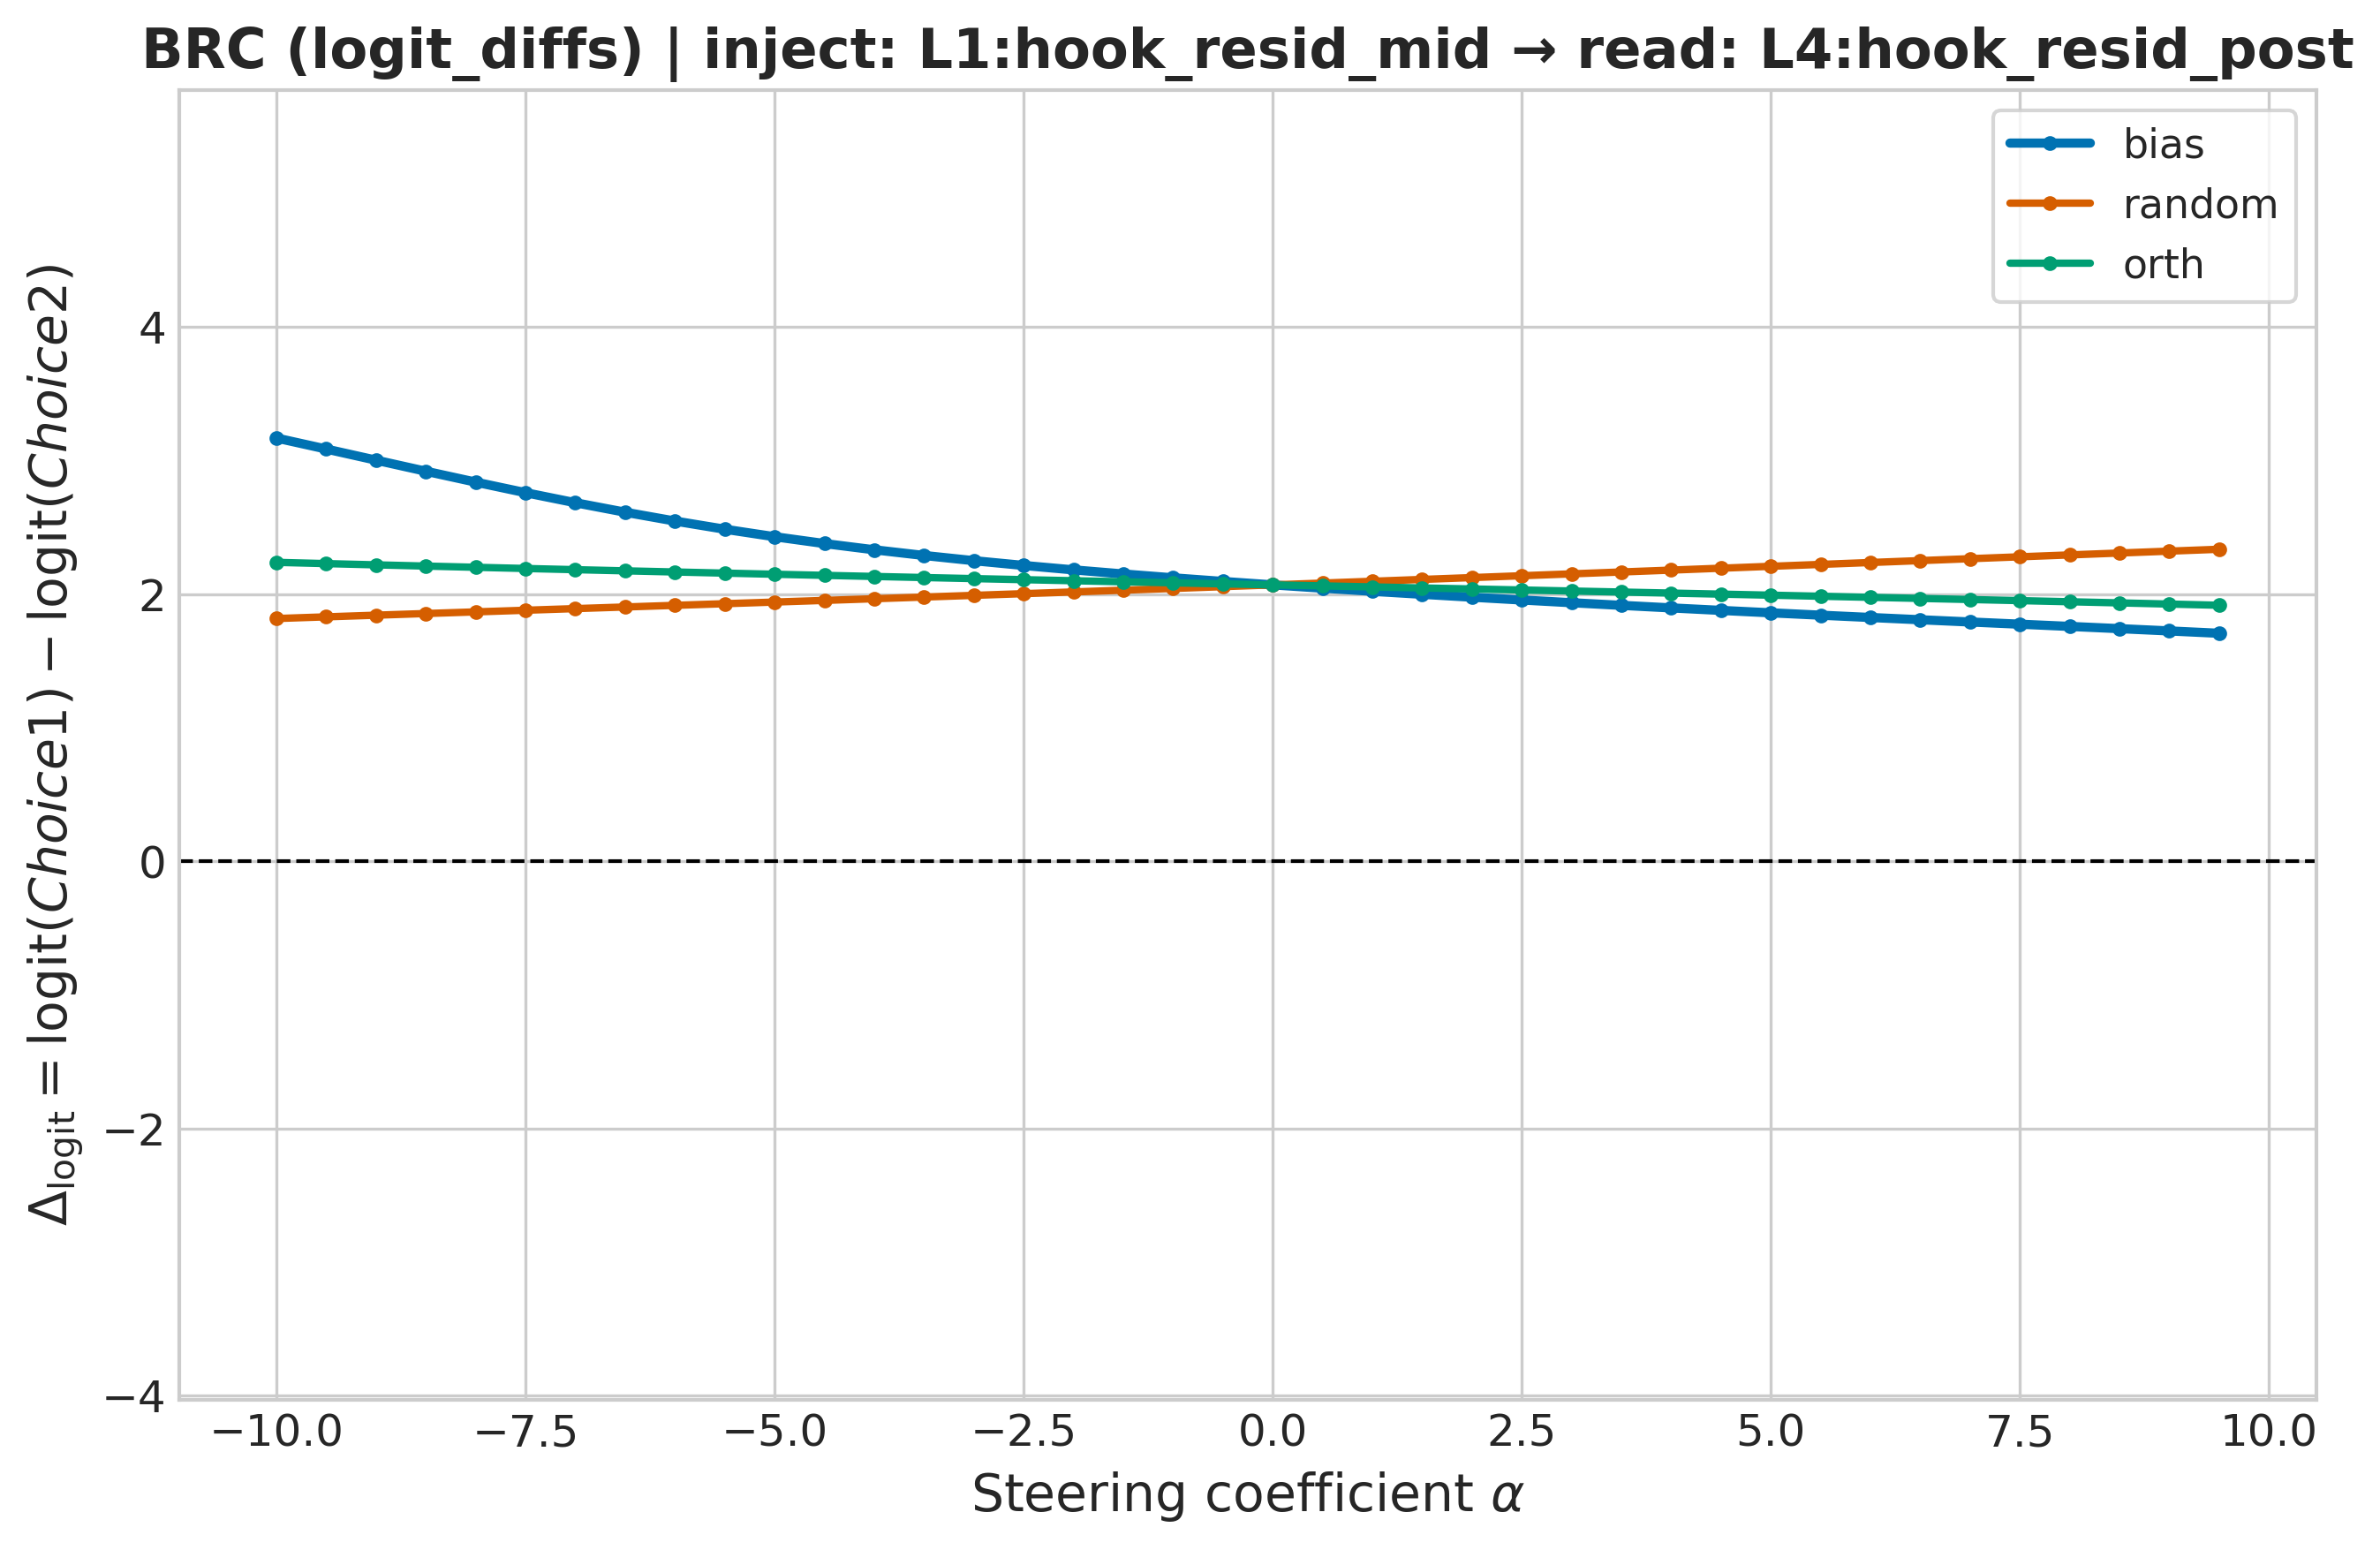 BRC (logit_diffs) | inject: L1:hook_resid_mid → read: L4:hook_resid_post
bias
random
orth
Δlogit = logit(Choice1) − logit(Choice2)
4
2
0
−2
−4
−10.0 −7.5 −5.0 −2.5 0.0 2.5 5.0 7.5 10.0
Steering coefficient α